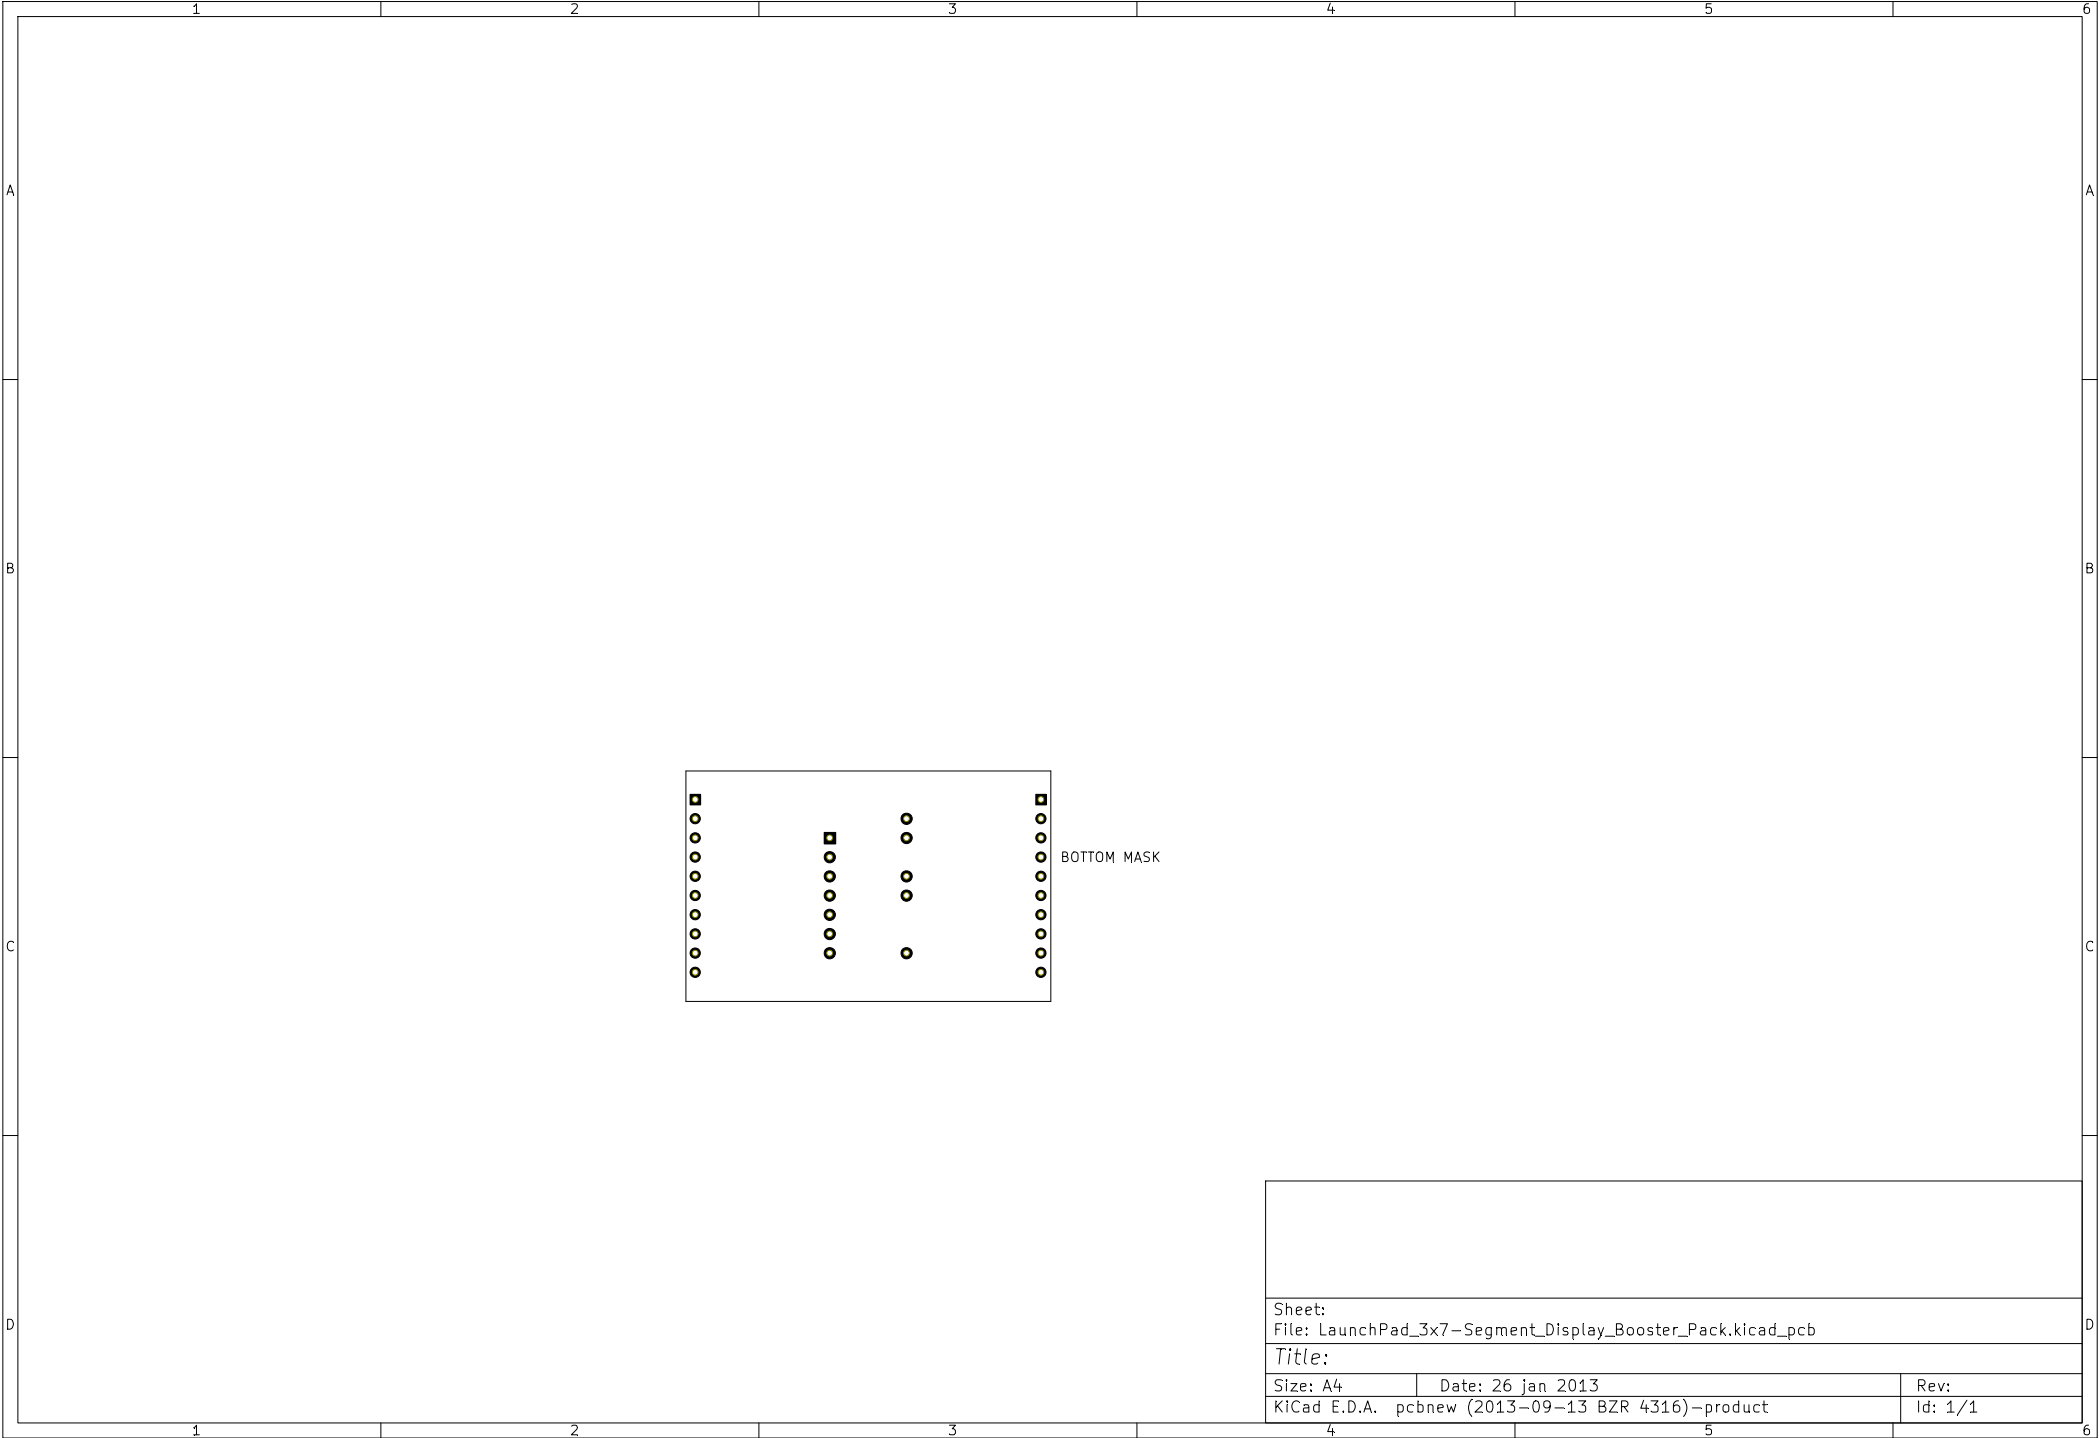 1 2 3 4 5 6
A A
B B
BOTTOM MASK
C C
Sheet:
D D
File: LaunchPad_3x7-Segment_Display_Booster_Pack.kicad_pcb
Title:
Size: A4 Date: 26 jan 2013 Rev:
KiCad E.D.A. pcbnew (2013-09-13 BZR 4316)-product Id: 1/1
1 2 3 4 5 6